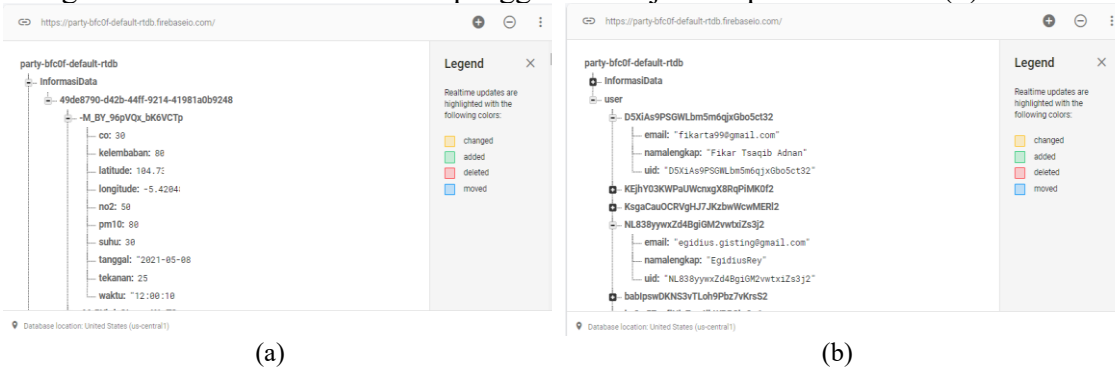 https://party-bfc0f-default-rtdb.firebaseio.com/
party-bfc0f-default-rtdb
InformasiData
49de8790-d42b-44ff-9214-41981a0b9248
-M_BY_96pVQx_bK6VCTp
co: 30
kelembaban: 80
latitude: 104.73
longitude: -5.4204
no2: 50
pm10: 80
suhu: 30
tanggal: "2021-05-08
tekanan: 25
waktu: "12:00:10
Legend
Realtime updates are
highlighted with the
following colors:
changed
added
deleted
moved
Database location: United States (us-central1)
(a)
https://party-bfc0f-default-rtdb.firebaseio.com/
party-bfc0f-default-rtdb
InformasiData
user
D5XiAs9PSGWLbm5m6qjxGbo5ct32
email: "fikarta99@gmail.com"
namalengkap: "Fikar Tsaqib Adnan"
uid: "D5XiAs9PSGWLbm5m6qjxGbo5ct32"
KEjhY03KWPaUWcnxgX8RqPiMK0f2
KsgaCauOCRVgHJ7JKzbwWcwMERl2
NL838yywxZd4BgiGM2vwtxiZs3j2
email: "egidius.gisting@gmail.com"
namalengkap: "EgidiusRey"
uid: "NL838yywxZd4BgiGM2vwtxiZs3j2"
babIpswDKNS3vTLoh9Pbz7vKrsS2
Legend
Realtime updates are
highlighted with the
following colors:
changed
added
deleted
moved
Database location: United States (us-central1)
(b)